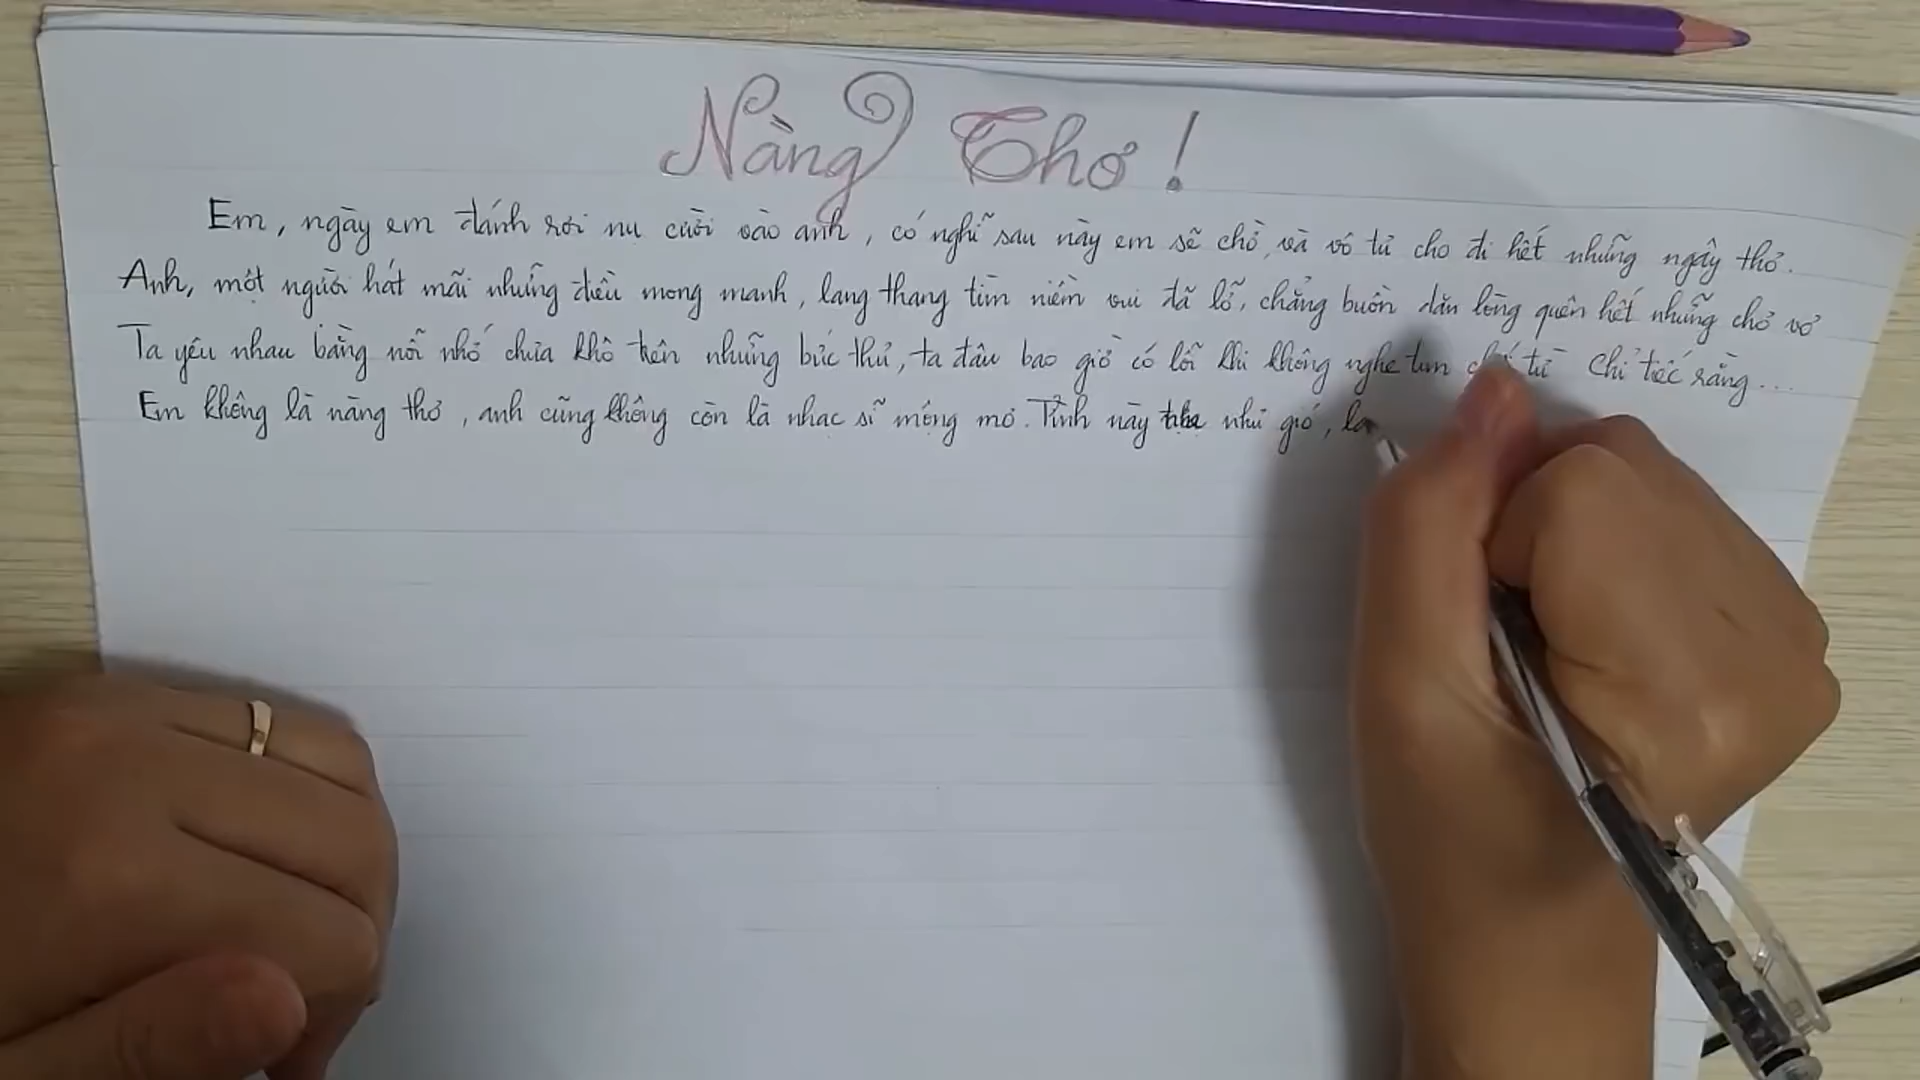 Nàng Thơ !
Em, ngày em đánh rơi nụ cười vào anh, có nghĩ sau này em sẽ chờ, và vô tư cho đi hết những ngây thơ.
Anh, một người hát mãi những điều mong manh, lang thang tìm niềm vui đã lỡ, chẳng buồn dặn lòng quên hết những chơ vơ
Ta yêu nhau bằng nỗi nhớ chưa khô trên những bức thư, ta đâu bao giờ có lỗi khi không nghe tim từ Chỉ tiếc rằng...
Em không là nàng thơ, anh cũng không còn là nhạc sĩ mộng mơ. Tình này như gió,